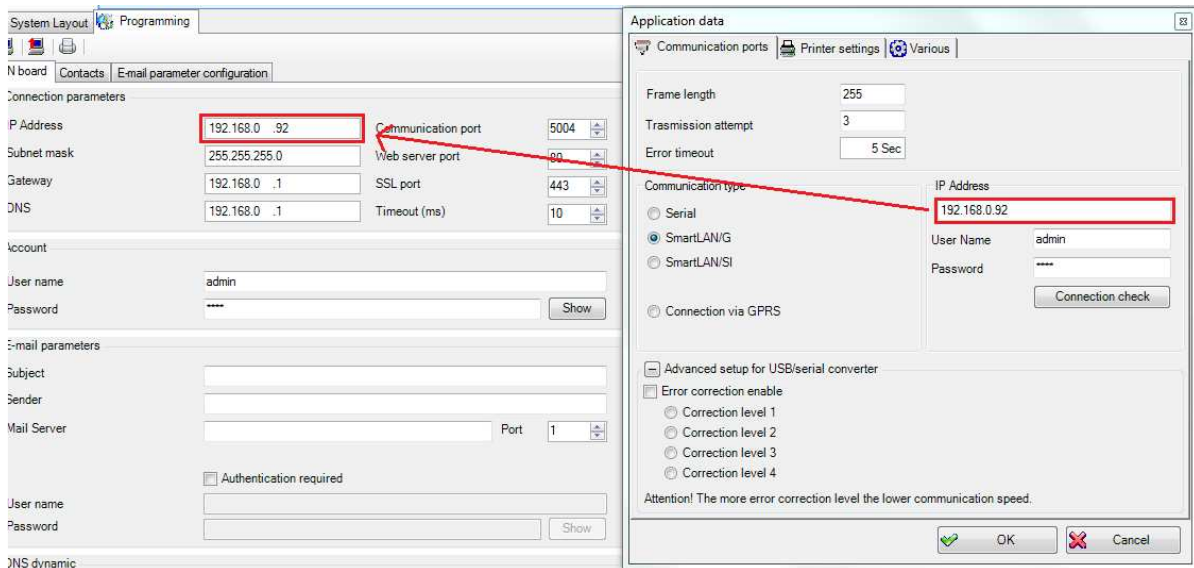 System Layout
Programming
N board
Contacts
E-mail parameter configuration
Connection parameters
IP Address
192.168.0 .92
Communication port
5004
Subnet mask
255.255.255.0
Web server port
80
Gateway
192.168.0 .1
SSL port
443
DNS
192.168.0 .1
Timeout (ms)
10
Account
User name
admin
Password
****
Show
E-mail parameters
Subject
Sender
Mail Server
Port
1
Authentication required
User name
Password
Show
DNS dynamic
Application data
Communication ports
Printer settings
Various
Frame length
255
Trasmission attempt
3
Error timeout
5 Sec
Communication type
Serial
SmartLAN/G
SmartLAN/SI
Connection via GPRS
IP Address
192.168.0.92
User Name
admin
Password
****
Connection check
Advanced setup for USB/serial converter
Error correction enable
Correction level 1
Correction level 2
Correction level 3
Correction level 4
Attention! The more error correction level the lower communication speed.
OK
Cancel